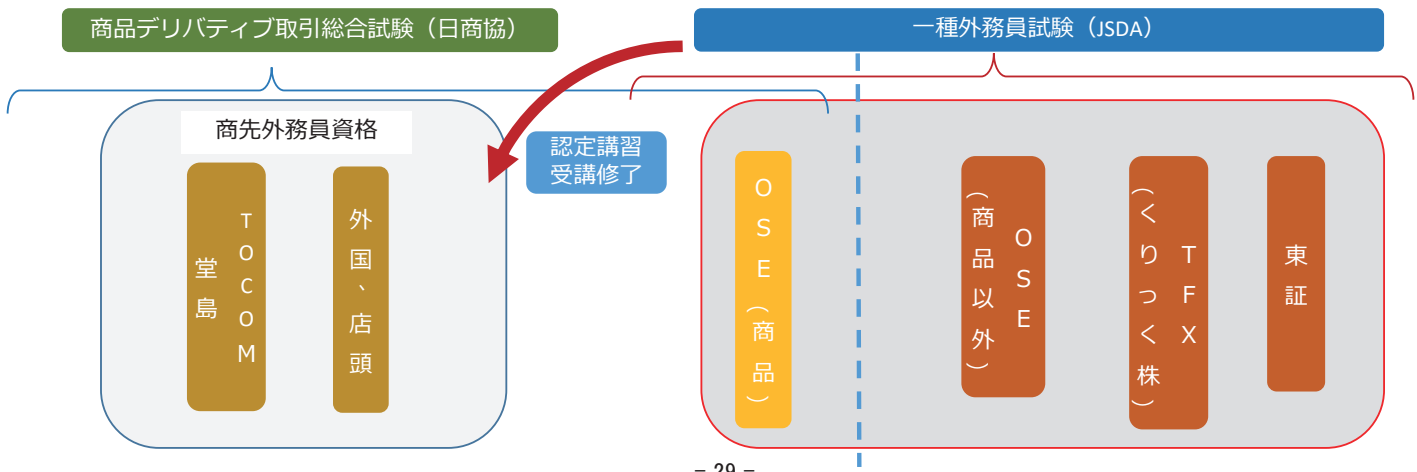 商品デリバティブ取引総合試験（日商協）
一種外務員試験（JSDA）
商先外務員資格
認定講習
受講修了
TOCOM
堂島
外国、店頭
OSE（商品）
OSE
（商品以外）
TFX
（くりっく株）
東証
- 29 -